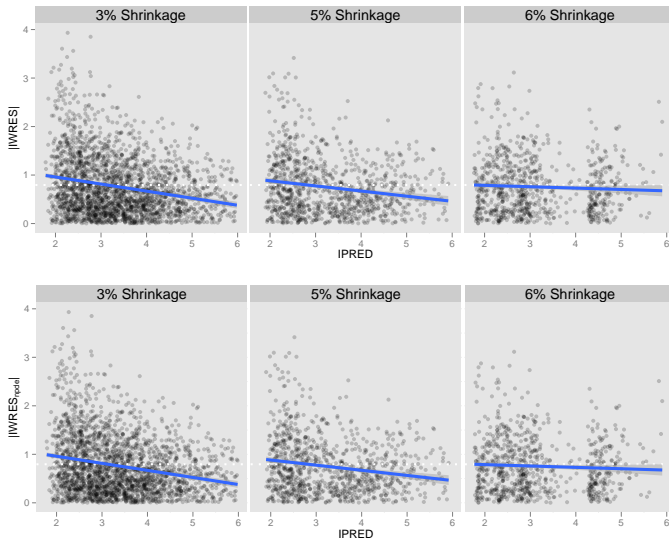 3% Shrinkage
5% Shrinkage
6% Shrinkage
4
3
2
1
0
||IWRES|
2 3 4 5 6
2 3 4 5 6
2 3 4 5 6
IPRED
3% Shrinkage
5% Shrinkage
6% Shrinkage
4
3
2
1
0
||IWRES_npde|
2 3 4 5 6
2 3 4 5 6
2 3 4 5 6
IPRED